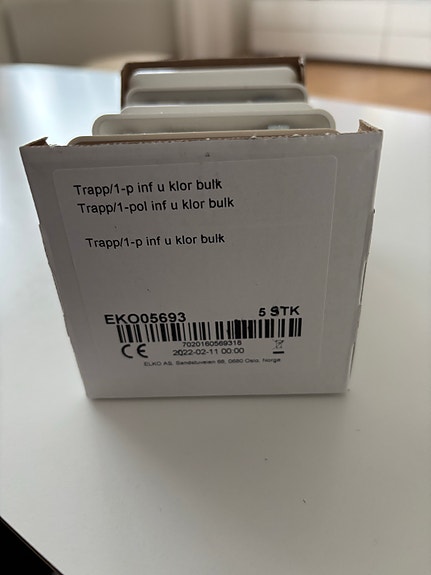 Trapp/1-p inf u klor bulk
Trapp/1-pol inf u klor bulk
Trapp/1-p inf u klor bulk
EKO05693 5 STK
7020160569318
CE 2022-02-11 00:00
ELKO AS, Sandstuveien 68, 0680 Oslo, Norge